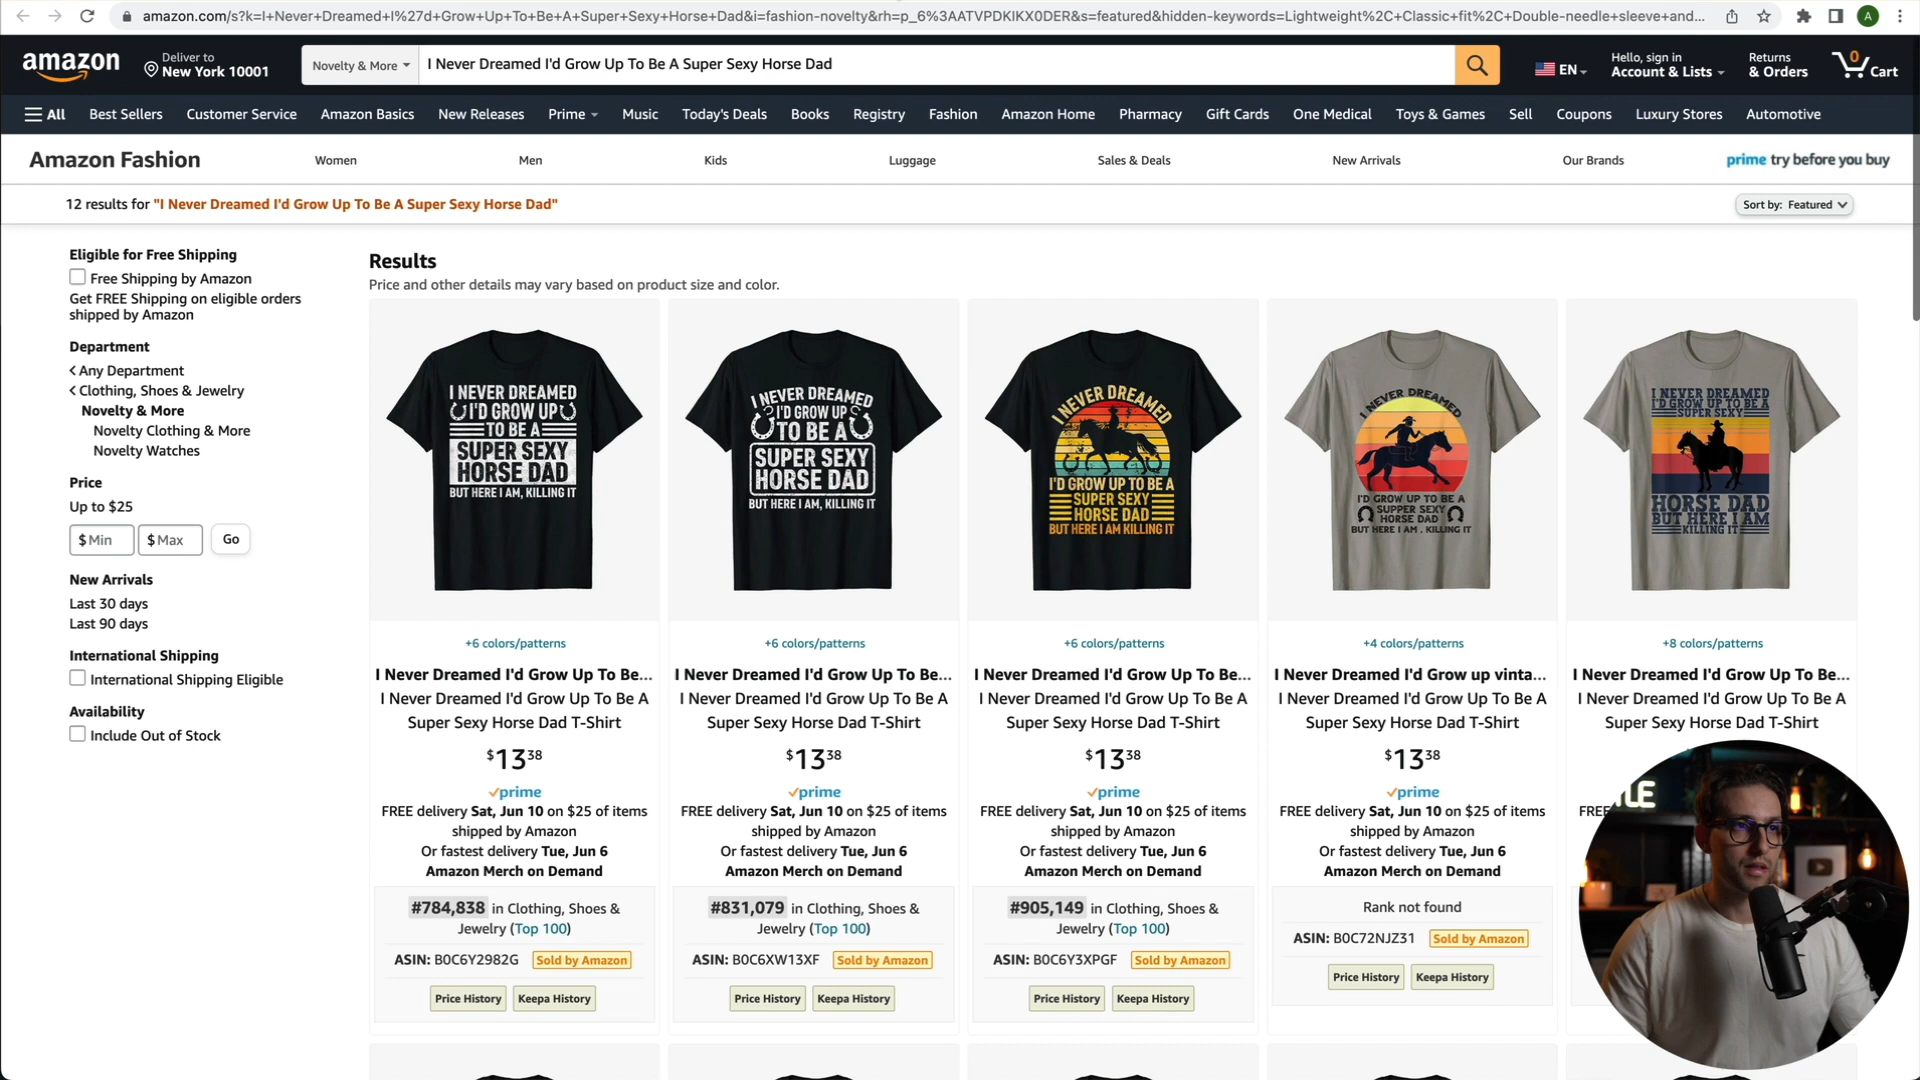 amazon.com/s?k=I+Never+Dreamed+I%27d+Grow+Up+To+Be+A+Super+Sexy+Horse+Dad&i=fashion-novelty&rh=p_6%3AATVPDKIKX0DER&s=featured&hidden-keywords=Lightweight%2C+Classic+fit%2C+Double-needle+sleeve+and...
A
amazon
Deliver to
New York 10001
Novelty & More
I Never Dreamed I'd Grow Up To Be A Super Sexy Horse Dad
EN
Hello, sign in
Account & Lists
Returns
& Orders
0
Cart
All
Best Sellers
Customer Service
Amazon Basics
New Releases
Prime
Music
Today's Deals
Books
Registry
Fashion
Amazon Home
Pharmacy
Gift Cards
One Medical
Toys & Games
Sell
Coupons
Luxury Stores
Automotive
Amazon Fashion
Women
Men
Kids
Luggage
Sales & Deals
New Arrivals
Our Brands
prime try before you buy
12 results for "I Never Dreamed I'd Grow Up To Be A Super Sexy Horse Dad"
Sort by: Featured
Eligible for Free Shipping
Free Shipping by Amazon
Get FREE Shipping on eligible orders
shipped by Amazon
Department
Any Department
Clothing, Shoes & Jewelry
Novelty & More
Novelty Clothing & More
Novelty Watches
Price
Up to $25
$ Min
$ Max
Go
New Arrivals
Last 30 days
Last 90 days
International Shipping
International Shipping Eligible
Availability
Include Out of Stock
Results
Price and other details may vary based on product size and color.
I NEVER DREAMED
I'D GROW UP
TO BE A
SUPER SEXY
HORSE DAD
BUT HERE I AM, KILLING IT
+6 colors/patterns
I Never Dreamed I'd Grow Up To Be...
I Never Dreamed I'd Grow Up To Be A
Super Sexy Horse Dad T-Shirt
$13 38
prime
FREE delivery Sat, Jun 10 on $25 of items
shipped by Amazon
Or fastest delivery Tue, Jun 6
Amazon Merch on Demand
#784,838 in Clothing, Shoes &
Jewelry (Top 100)
ASIN: B0C6Y2982G
Sold by Amazon
Price History
Keepa History
I NEVER DREAMED
I'D GROW UP
TO BE A
SUPER SEXY
HORSE DAD
BUT HERE I AM, KILLING IT
+6 colors/patterns
I Never Dreamed I'd Grow Up To Be...
I Never Dreamed I'd Grow Up To Be A
Super Sexy Horse Dad T-Shirt
$13 38
prime
FREE delivery Sat, Jun 10 on $25 of items
shipped by Amazon
Or fastest delivery Tue, Jun 6
Amazon Merch on Demand
#831,079 in Clothing, Shoes &
Jewelry (Top 100)
ASIN: B0C6XW13XF
Sold by Amazon
Price History
Keepa History
I NEVER DREAMED
I'D GROW UP TO BE A
SUPER SEXY
HORSE DAD
BUT HERE I AM KILLING IT
+6 colors/patterns
I Never Dreamed I'd Grow Up To Be...
I Never Dreamed I'd Grow Up To Be A
Super Sexy Horse Dad T-Shirt
$13 38
prime
FREE delivery Sat, Jun 10 on $25 of items
shipped by Amazon
Or fastest delivery Tue, Jun 6
Amazon Merch on Demand
#905,149 in Clothing, Shoes &
Jewelry (Top 100)
ASIN: B0C6Y3XPGF
Sold by Amazon
Price History
Keepa History
I NEVER DREAMED
I'D GROW UP TO BE A
SUPPER SEXY
HORSE DAD
BUT HERE I AM . KILLING IT
+4 colors/patterns
I Never Dreamed I'd Grow up vinta...
I Never Dreamed I'd Grow Up To Be A
Super Sexy Horse Dad T-Shirt
$13 38
prime
FREE delivery Sat, Jun 10 on $25 of items
shipped by Amazon
Or fastest delivery Tue, Jun 6
Amazon Merch on Demand
Rank not found
ASIN: B0C72NJZ31
Sold by Amazon
Price History
Keepa History
I NEVER DREAMED
I'D GROW UP TO BE A
SUPER SEXY
HORSE DAD
BUT HERE I AM
KILLING IT
+8 colors/patterns
I Never Dreamed I'd Grow Up To Be...
I Never Dreamed I'd Grow Up To Be A
Super Sexy Horse Dad T-Shirt
FREE